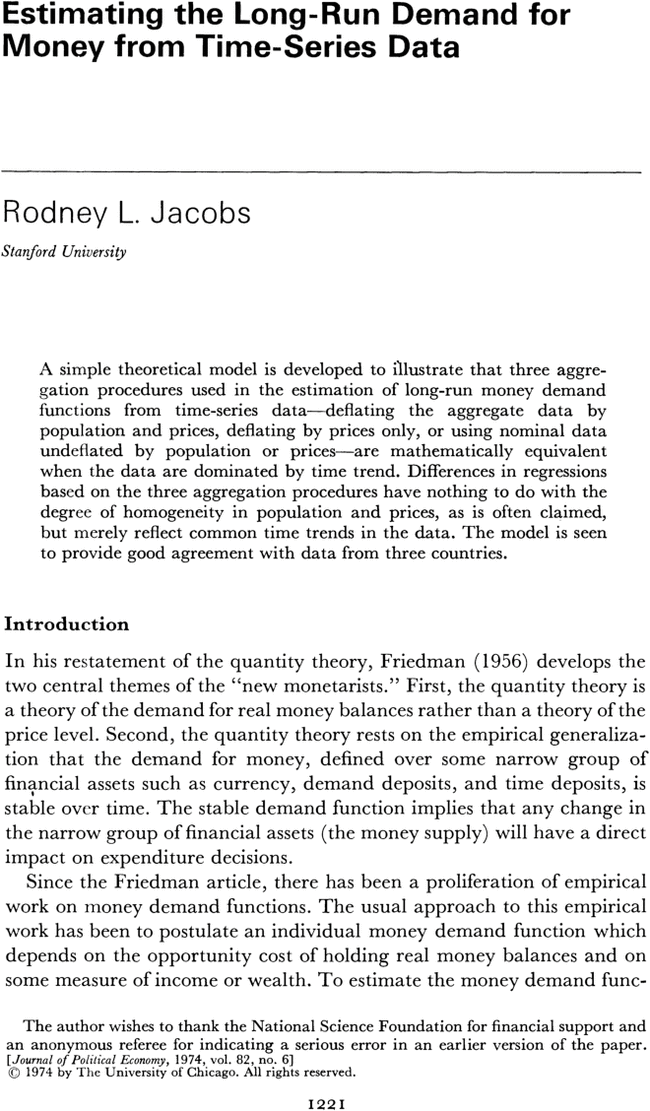 Estimating the Long-Run Demand for
Money from Time-Series Data
Rodney L. Jacobs
Stanford University
A simple theoretical model is developed to illustrate that three aggre-
gation procedures used in the estimation of long-run money demand
functions from time-series data—deflating the aggregate data by
population and prices, deflating by prices only, or using nominal data
undeflated by population or prices—are mathematically equivalent
when the data are dominated by time trend. Differences in regressions
based on the three aggregation procedures have nothing to do with the
degree of homogeneity in population and prices, as is often claimed,
but merely reflect common time trends in the data. The model is seen
to provide good agreement with data from three countries.
Introduction
In his restatement of the quantity theory, Friedman (1956) develops the
two central themes of the “new monetarists.” First, the quantity theory is
a theory of the demand for real money balances rather than a theory of the
price level. Second, the quantity theory rests on the empirical generaliza-
tion that the demand for money, defined over some narrow group of
financial assets such as currency, demand deposits, and time deposits, is
stable over time. The stable demand function implies that any change in
the narrow group of financial assets (the money supply) will have a direct
impact on expenditure decisions.
Since the Friedman article, there has been a proliferation of empirical
work on money demand functions. The usual approach to this empirical
work has been to postulate an individual money demand function which
depends on the opportunity cost of holding real money balances and on
some measure of income or wealth. To estimate the money demand func-
The author wishes to thank the National Science Foundation for financial support and
an anonymous referee for indicating a serious error in an earlier version of the paper.
[Journal of Political Economy, 1974, vol. 82, no. 6]
© 1974 by The University of Chicago. All rights reserved.
1221